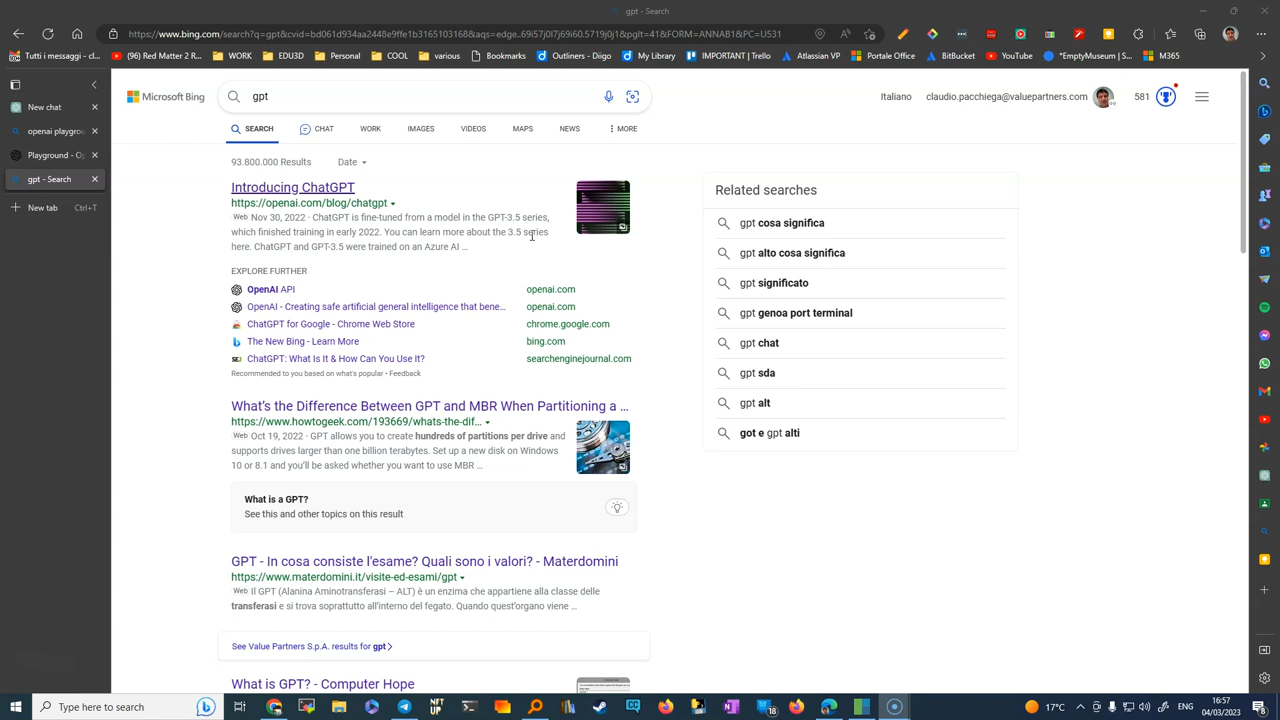 https://www.bing.com/search?q=gpt&cvid=bd061d934aa2448e9ffe1b3165103168&aqs=edge..69i57j0l7j69i60.5719j0j1&pglt=2083&FORM=ANNAB1&PC=U531
(96) Red Hot Chili Pep...
Various
COOL
various
IMPORT
various
Outliners - Diigo
My Library
IMPORTANTE | Trello
Atlassian VP
Portale Office
BitBucket
YouTube
*EmptyMuseum | S...
M365
Tutti i messaggi - cl...
New chat
openai playgrou
Playground - Op
gpt - Search
New tab
Ctrl+T
Microsoft Bing
gpt
Italiano
claudio.pacchiega@valuepartners.com
581
SEARCH
CHAT
WORK
IMAGES
VIDEOS
MAPS
NEWS
MORE
93.800.000 Results
Date
Introducing ChatGPT
https://openai.com/blog/chatgpt
Web Nov 30, 2022 · ChatGPT is fine-tuned from a model in the GPT-3.5 series,
which finished training in early 2022. You can learn more about the 3.5 series
here. ChatGPT and GPT-3.5 were trained on an Azure AI ...
EXPLORE FURTHER
OpenAI API
openai.com
OpenAI - Creating safe artificial general intelligence that bene...
openai.com
ChatGPT for Google - Chrome Web Store
chrome.google.com
The New Bing - Learn More
bing.com
ChatGPT: What Is It & How Can You Use It?
searchenginejournal.com
Recommended to you based on what's popular • Feedback
What's the Difference Between GPT and MBR When Partitioning a ...
https://www.howtogeek.com/193669/whats-the-dif...
Web Oct 19, 2022 · GPT allows you to create hundreds of partitions per drive and
supports drives larger than one billion terabytes. Set up a new disk on Windows
10 or 8.1 and you'll be asked whether you want to use MBR ...
What is a GPT?
See this and other topics on this result
GPT - In cosa consiste l'esame? Quali sono i valori? - Materdomini
https://www.materdomini.it/visite-ed-esami/gpt
Web Il GPT (Alanina Aminotransferasi – ALT) è un enzima che appartiene alla classe delle
transferasi e si trova soprattutto all'interno del fegato. Quando quest'organo viene ...
See Value Partners S.p.A. results for gpt
What is GPT? - Computer Hope
Related searches
gpt cosa significa
gpt alto cosa significa
gpt significato
gpt genoa port terminal
gpt chat
gpt sda
gpt alt
got e gpt alti
Type here to search
17°C
16:57
04/03/2023